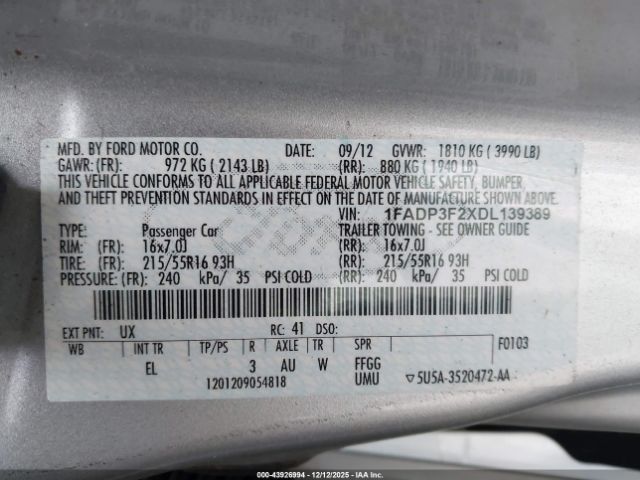 MFD. BY FORD MOTOR CO. DATE: 09/12 GVWR: 1810 KG ( 3990 LB)
GAWR: (FR): 972 KG ( 2143 LB) (RR): 880 KG ( 1940 LB)
THIS VEHICLE CONFORMS TO ALL APPLICABLE FEDERAL MOTOR VEHICLE SAFETY, BUMPER,
AND THEFT PREVENTION STANDARDS IN EFFECT ON THE DATE OF MANUFACTURE SHOWN ABOVE.
VIN: 1FADP3F2XDL139389
TYPE: Passenger Car TRAILER TOWING - SEE OWNER GUIDE
RIM: (FR): 16x7.0J (RR): 16x7.0J
TIRE: (FR): 215/55R16 93H (RR): 215/55R16 93H
PRESSURE: (FR): 240 kPa/ 35 PSI COLD (RR): 240 kPa/ 35 PSI COLD
EXT PNT: UX RC: 41 DSO:
WB INT TR TP/PS R AXLE TR SPR F0103
EL 3 AU W FFGG
1201209054818 UMU ▽5U5A-3520472-AA
000-43926994 - 12/12/2025 - IAA Inc.